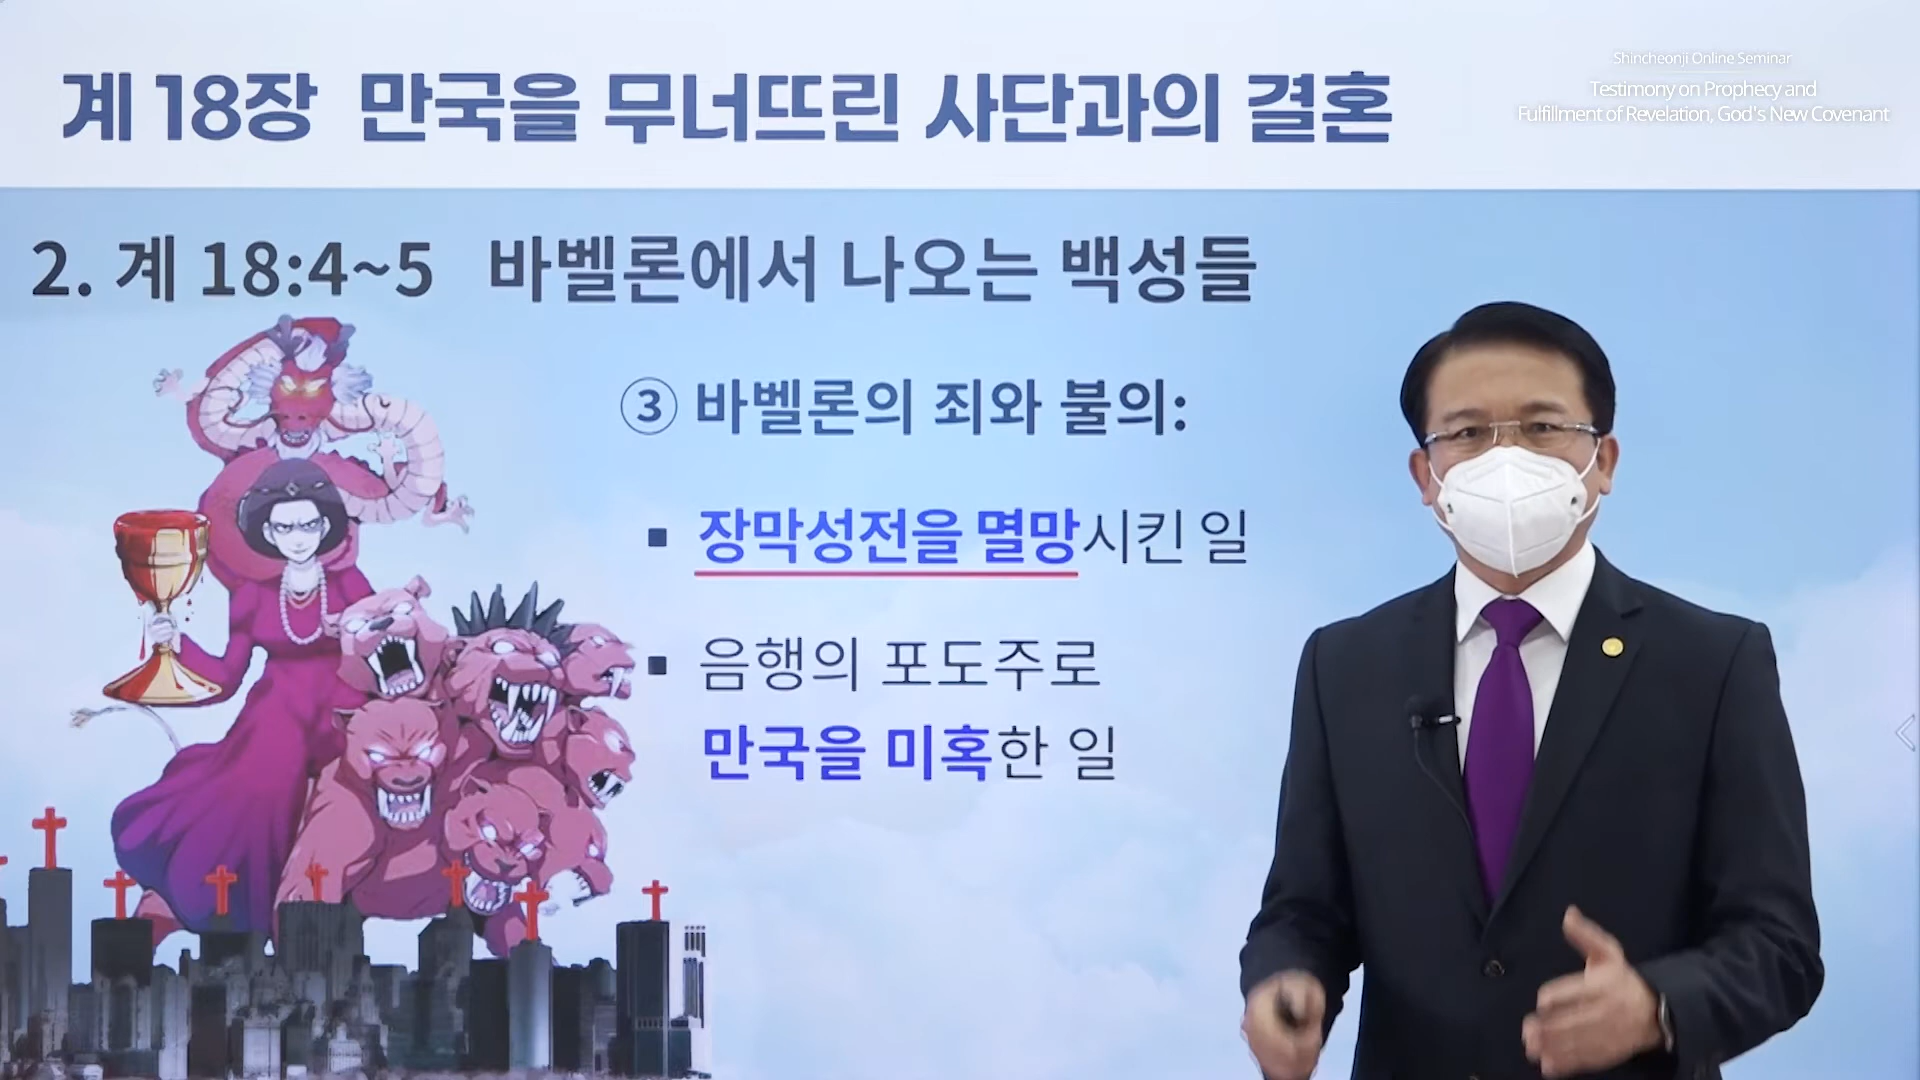 계 18장 만국을 무너뜨린 사단과의 결혼
Shincheonji Online Seminar
Testimony on Prophecy and
Fulfillment of Revelation, God's New Covenant
2. 계 18:4~5 바벨론에서 나오는 백성들
③ 바벨론의 죄와 불의:
▪ 장막성전을 멸망시킨 일
▪ 음행의 포도주로
만국을 미혹한 일